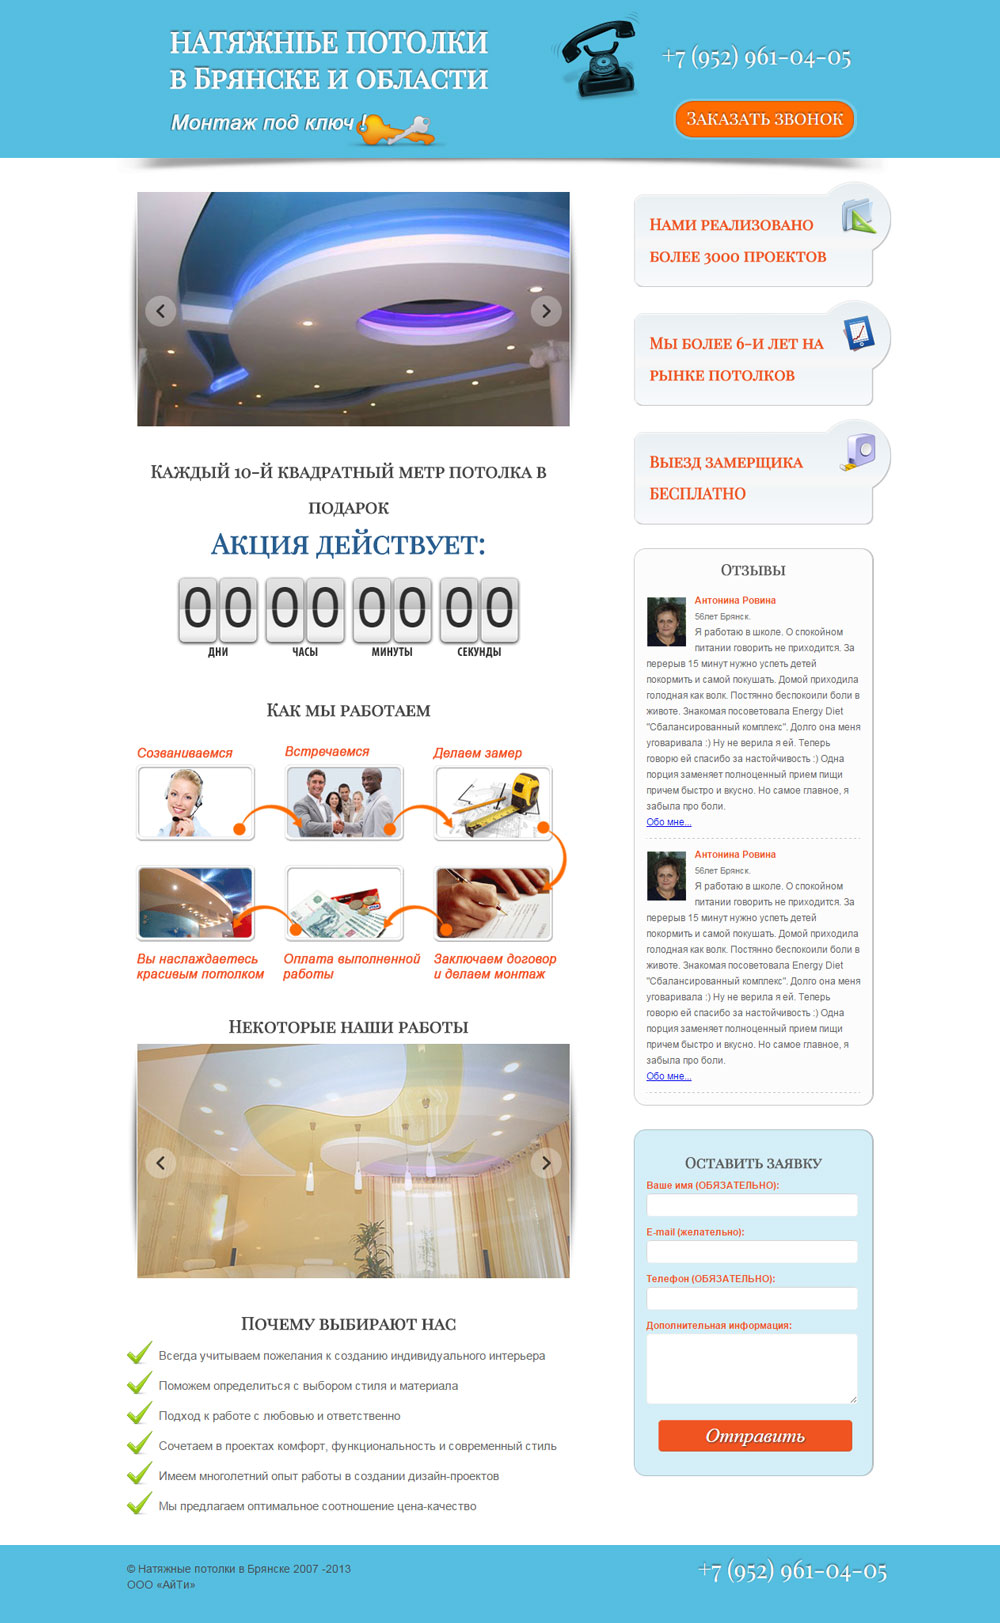 НАТЯЖНЫЕ ПОТОЛКИ
в Брянске и области
Монтаж под ключ !
+7 (952) 961-04-05
Заказать звонок
Нами реализовано
более 3000 проектов
Мы более 6-и лет на
рынке потолков
Выезд замерщика
БЕСПЛАТНО
Каждый 10-й квадратный метр потолка в
подарок
Акция действует:
00 00 00 00
ДНИ ЧАСЫ МИНУТЫ СЕКУНДЫ
Как мы работаем
Созваниваемся
Встречаемся
Делаем замер
Вы наслаждаетесь
красивым потолком
Оплата выполненной
работы
Заключаем договор
и делаем монтаж
Некоторые наши работы
Почему выбирают нас
Всегда учитываем пожелания к созданию индивидуального интерьера
Поможем определиться с выбором стиля и материала
Подход к работе с любовью и ответственно
Сочетаем в проектах комфорт, функциональность и современный стиль
Имеем многолетний опыт работы в создании дизайн-проектов
Мы предлагаем оптимальное соотношение цена-качество
Отзывы
Антонина Ровина
56лет Брянск.
Я работаю в школе. О спокойном
питании говорить не приходится. За
перерыв 15 минут нужно успеть детей
покормить и самой покушать. Домой приходила
голодная как волк. Постянно беспокоили боли в
животе. Знакомая посоветовала Energy Diet
"Сбалансированный комплекс". Долго она меня
уговаривала :) Ну не верила я ей. Теперь
говорю ей спасибо за настойчивость :) Одна
порция заменяет полноценный прием пищи
причем быстро и вкусно. Но самое главное, я
забыла про боли.
Обо мне...
Антонина Ровина
56лет Брянск.
Я работаю в школе. О спокойном
питании говорить не приходится. За
перерыв 15 минут нужно успеть детей
покормить и самой покушать. Домой приходила
голодная как волк. Постянно беспокоили боли в
животе. Знакомая посоветовала Energy Diet
"Сбалансированный комплекс". Долго она меня
уговаривала :) Ну не верила я ей. Теперь
говорю ей спасибо за настойчивость :) Одна
порция заменяет полноценный прием пищи
причем быстро и вкусно. Но самое главное, я
забыла про боли.
Обо мне...
Оставить заявку
Ваше имя (ОБЯЗАТЕЛЬНО):
E-mail (желательно):
Телефон (ОБЯЗАТЕЛЬНО):
Дополнительная информация:
Отправить
© Натяжные потолки в Брянске 2007 -2013
ООО «АйТи»
+7 (952) 961-04-05